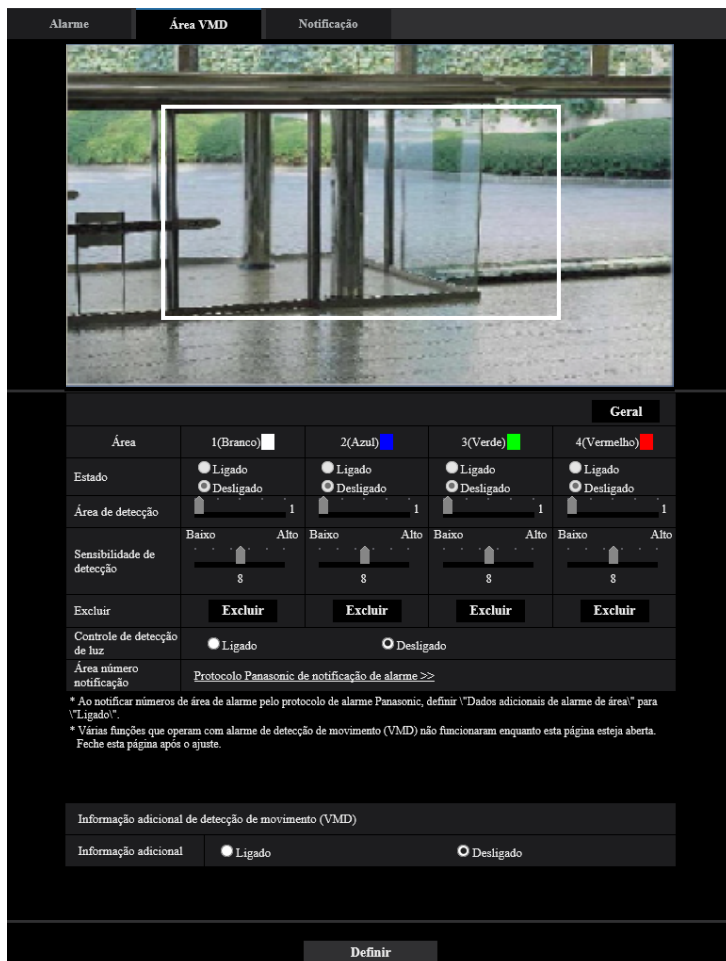 Alarme Área VMD Notificação
Geral
Área 1(Branco) 2(Azul) 3(Verde) 4(Vermelho)
Estado Ligado Ligado Ligado Ligado
Desligado Desligado Desligado Desligado
Área de detecção 1 1 1 1
Baixo Alto Baixo Alto Baixo Alto Baixo Alto
Sensibilidade de
detecção
8 8 8 8
Excluir Excluir Excluir Excluir Excluir
Controle de detecção
de luz
Ligado Desligado
Área número
notificação
Protocolo Panasonic de notificação de alarme >>
* Ao notificar números de área de alarme pelo protocolo de alarme Panasonic, definir \"Dados adicionais de alarme de área\" para
\"Ligado\".
* Várias funções que operam com alarme de detecção de movimento (VMD) não funcionaram enquanto esta página esteja aberta.
Feche esta página após o ajuste.
Informação adicional de detecção de movimento (VMD)
Informação adicional Ligado Desligado
Definir